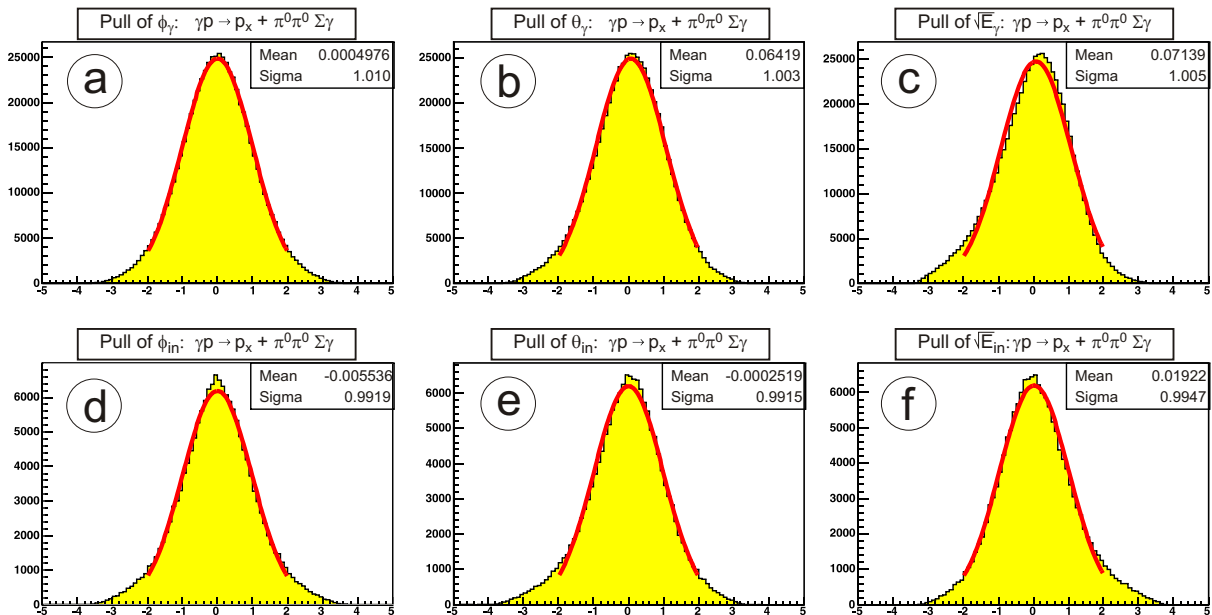 Pull of ϕγ: γp → pₓ + π⁰π⁰ Σγ
a
Mean 0.0004976
Sigma 1.010
25000
20000
15000
10000
5000
0
-5 -4 -3 -2 -1 0 1 2 3 4 5
Pull of θγ: γp → pₓ + π⁰π⁰ Σγ
b
Mean 0.06419
Sigma 1.003
25000
20000
15000
10000
5000
0
-5 -4 -3 -2 -1 0 1 2 3 4 5
Pull of √Eγ: γp → pₓ + π⁰π⁰ Σγ
c
Mean 0.07139
Sigma 1.005
25000
20000
15000
10000
5000
0
-5 -4 -3 -2 -1 0 1 2 3 4 5
Pull of ϕin: γp → pₓ + π⁰π⁰ Σγ
d
Mean -0.005536
Sigma 0.9919
6000
5000
4000
3000
2000
1000
0
-5 -4 -3 -2 -1 0 1 2 3 4 5
Pull of θin: γp → pₓ + π⁰π⁰ Σγ
e
Mean -0.0002519
Sigma 0.9915
6000
5000
4000
3000
2000
1000
0
-5 -4 -3 -2 -1 0 1 2 3 4 5
Pull of √Ein: γp → pₓ + π⁰π⁰ Σγ
f
Mean 0.01922
Sigma 0.9947
6000
5000
4000
3000
2000
1000
0
-5 -4 -3 -2 -1 0 1 2 3 4 5